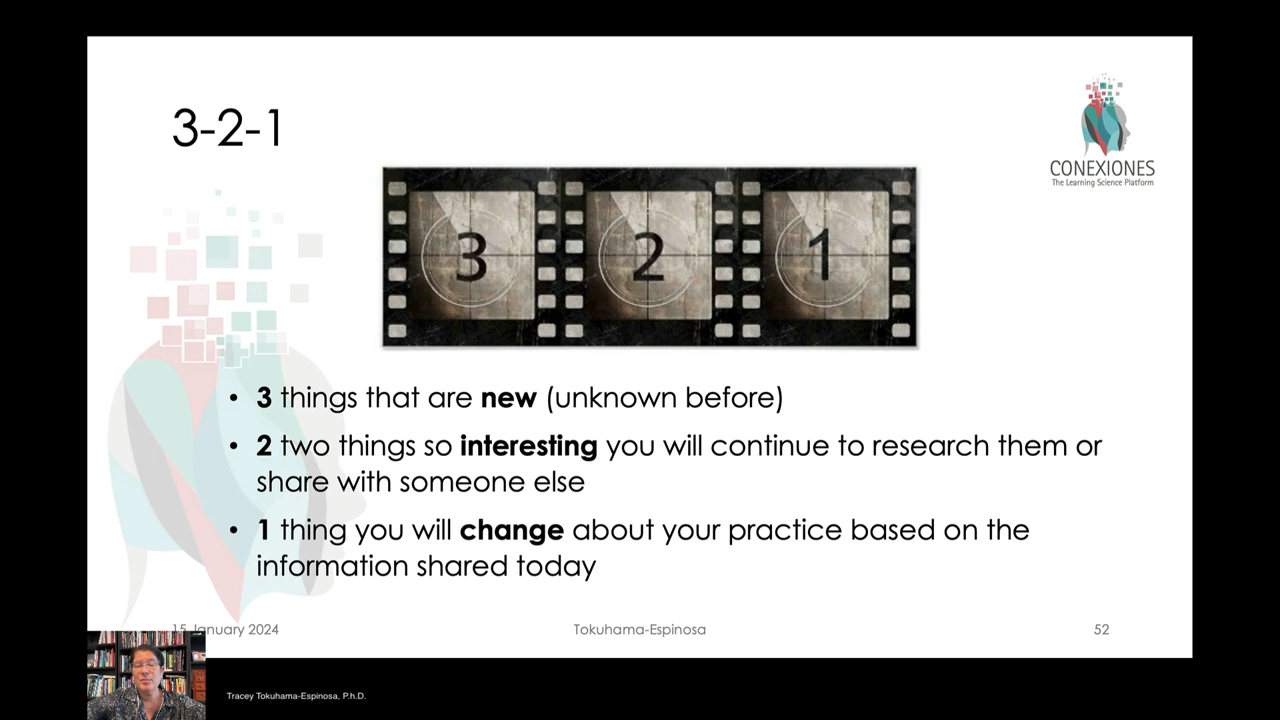 3-2-1
CONEXIONES
The Learning Science Platform
3 2 1
• 3 things that are new (unknown before)
• 2 two things so interesting you will continue to research them or
share with someone else
• 1 thing you will change about your practice based on the
information shared today
15 January 2024
Tokuhama-Espinosa
52
Tracey Tokuhama-Espinosa, Ph.D.